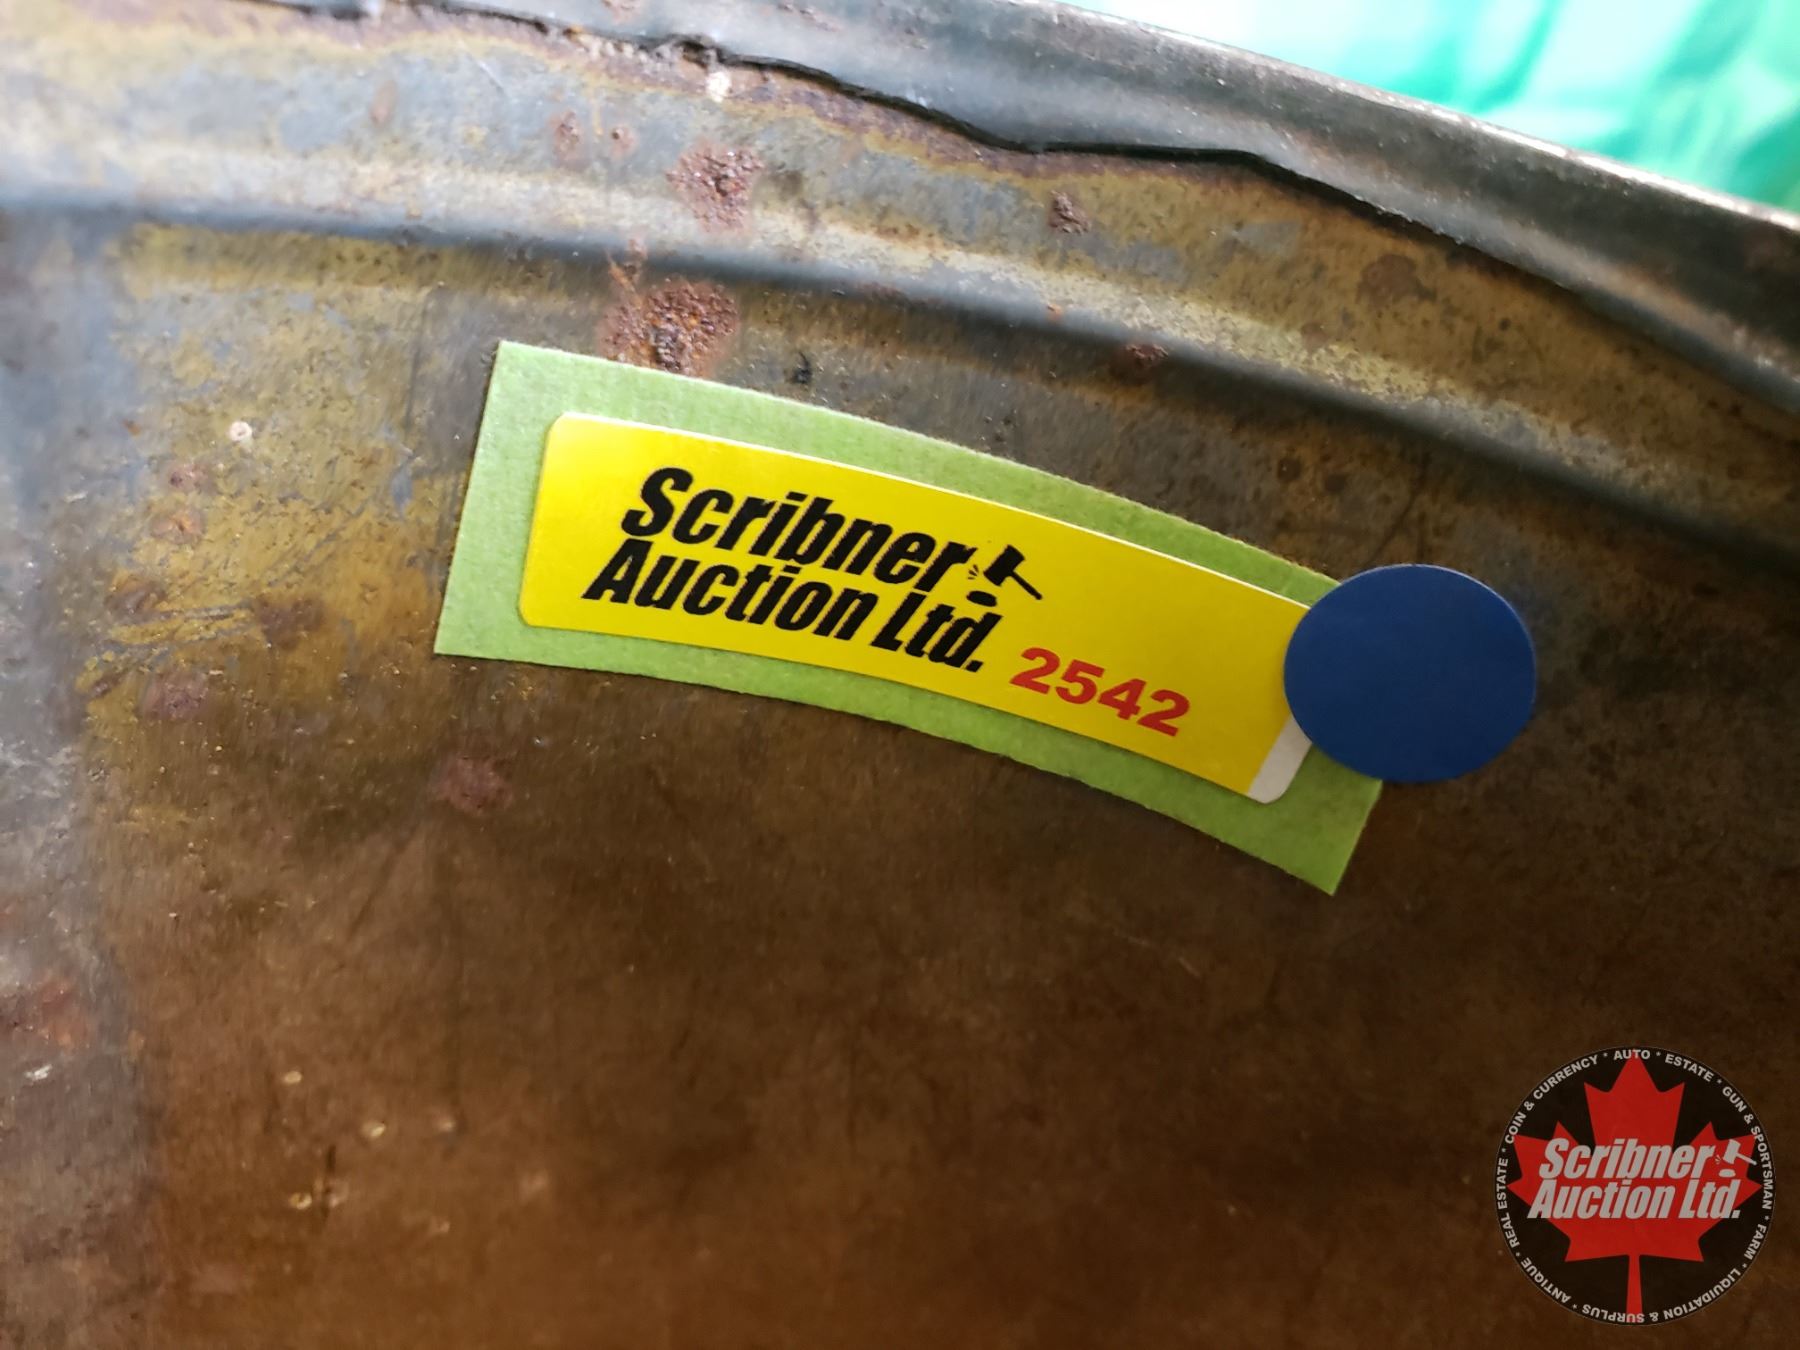 Scribner
Auction Ltd.
2542
COIN & CURRENCY * AUTO * ESTATE * GUN & SPORTSMAN * FARM * LIQUIDATION & SURPLUS * ANTIQUE * REAL ESTATE *
Scribner
Auction Ltd.